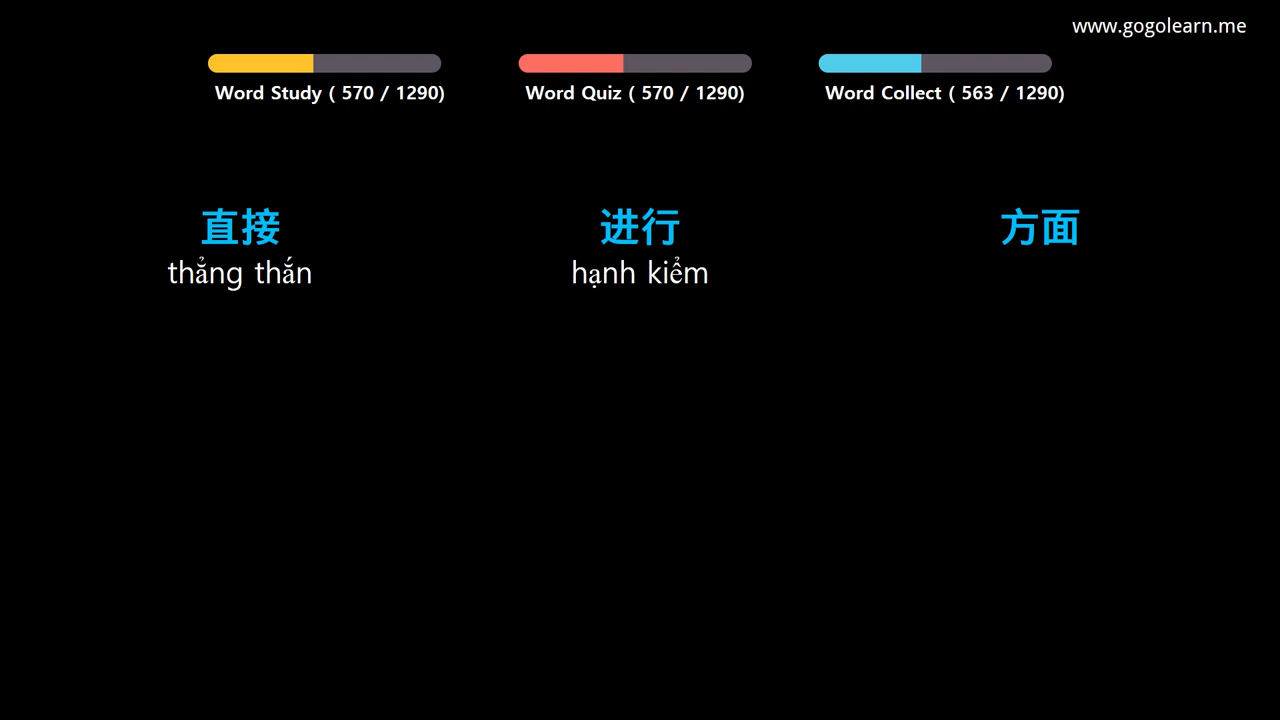 www.gogolearn.me
Word Study ( 570 / 1290)
Word Quiz ( 570 / 1290)
Word Collect ( 563 / 1290)
直接
进行
方面
thẳng thắn
hạnh kiểm